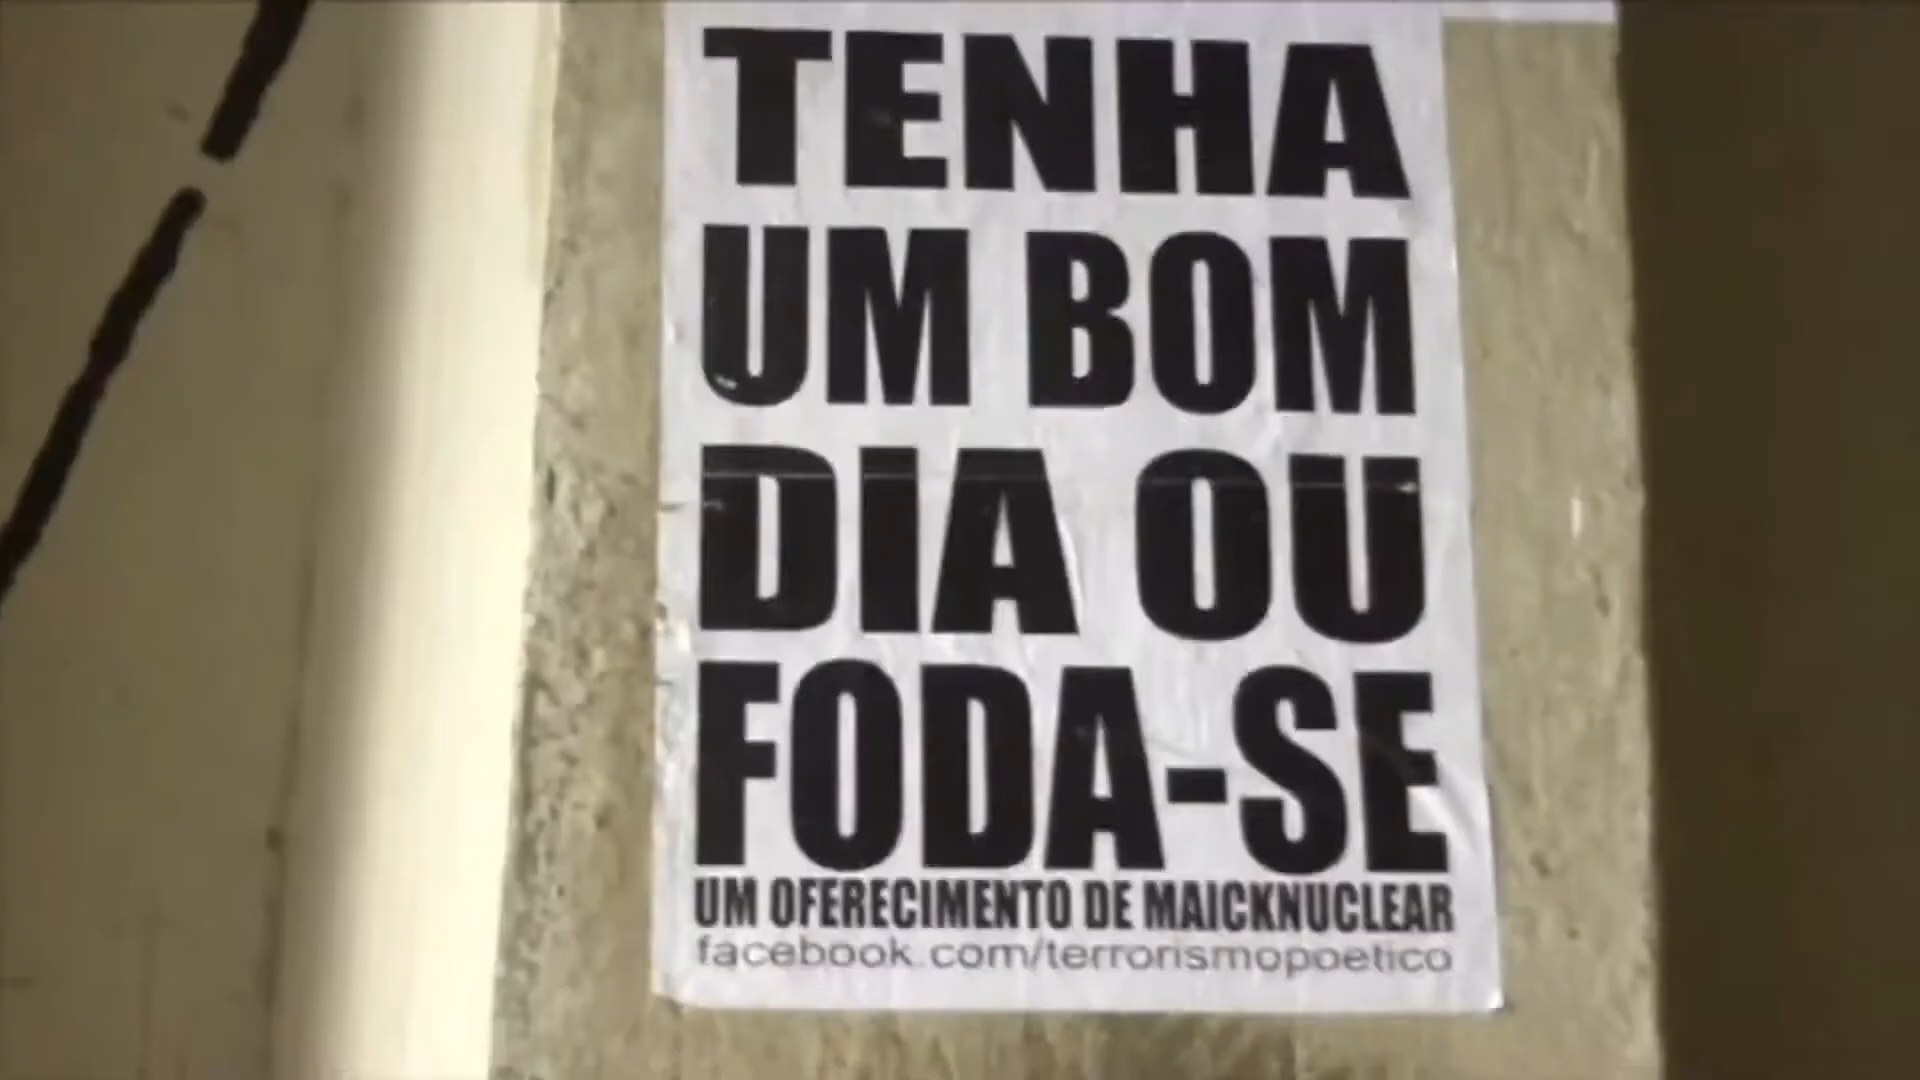 TENHA
UM BOM
DIA OU
FODA-SE
UM OFERECIMENTO DE MAICKNUCLEAR
facebook.com/terrorismopoetico